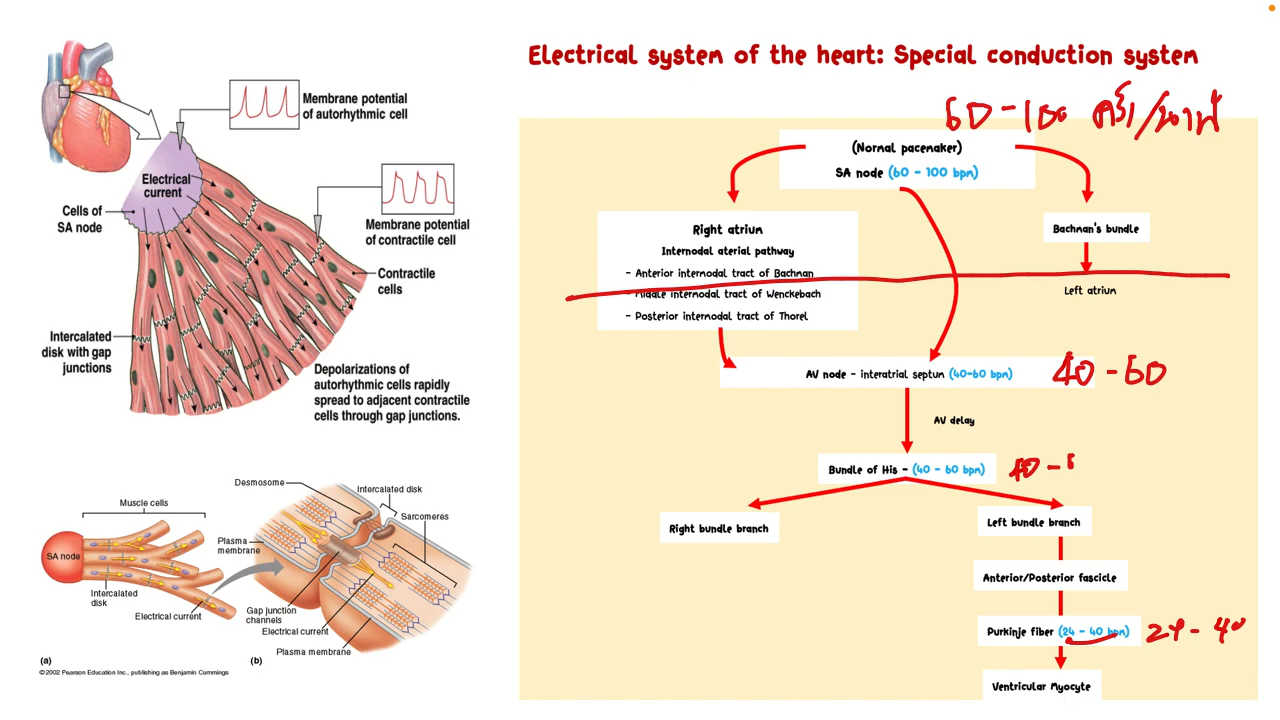 Electrical system of the heart: Special conduction system
Membrane potential
of autorhythmic cell
Electrical
current
Cells of
SA node
Membrane potential
of contractile cell
Contractile
cells
Intercalated
disk with gap
junctions
Depolarizations of
autorhythmic cells rapidly
spread to adjacent contractile
cells through gap junctions.
Muscle cells
SA node
Intercalated
disk
Electrical current
(a)
Desmosome
Intercalated disk
Sarcomeres
Plasma
membrane
Gap junction
channels
Electrical current
Plasma membrane
(b)
©2002 Pearson Education Inc., publishing as Benjamin Cummings
60-100
(Normal pacemaker)
SA node (60 - 100 bpm)
Right atrium
Internodal aterial pathway
- Anterior internodal tract of Bachman
- Middle internodal tract of Wenckebach
- Posterior internodal tract of Thorel
Bachman's bundle
Left atrium
AV node - interatrial septum (40-60 bpm)
40-60
AV delay
Bundle of His - (40 - 60 bpm)
40 -
Right bundle branch
Left bundle branch
Anterior/Posterior fascicle
Purkinje fiber (24 - 40 bpm)
24 - 40
Ventricular Myocyte